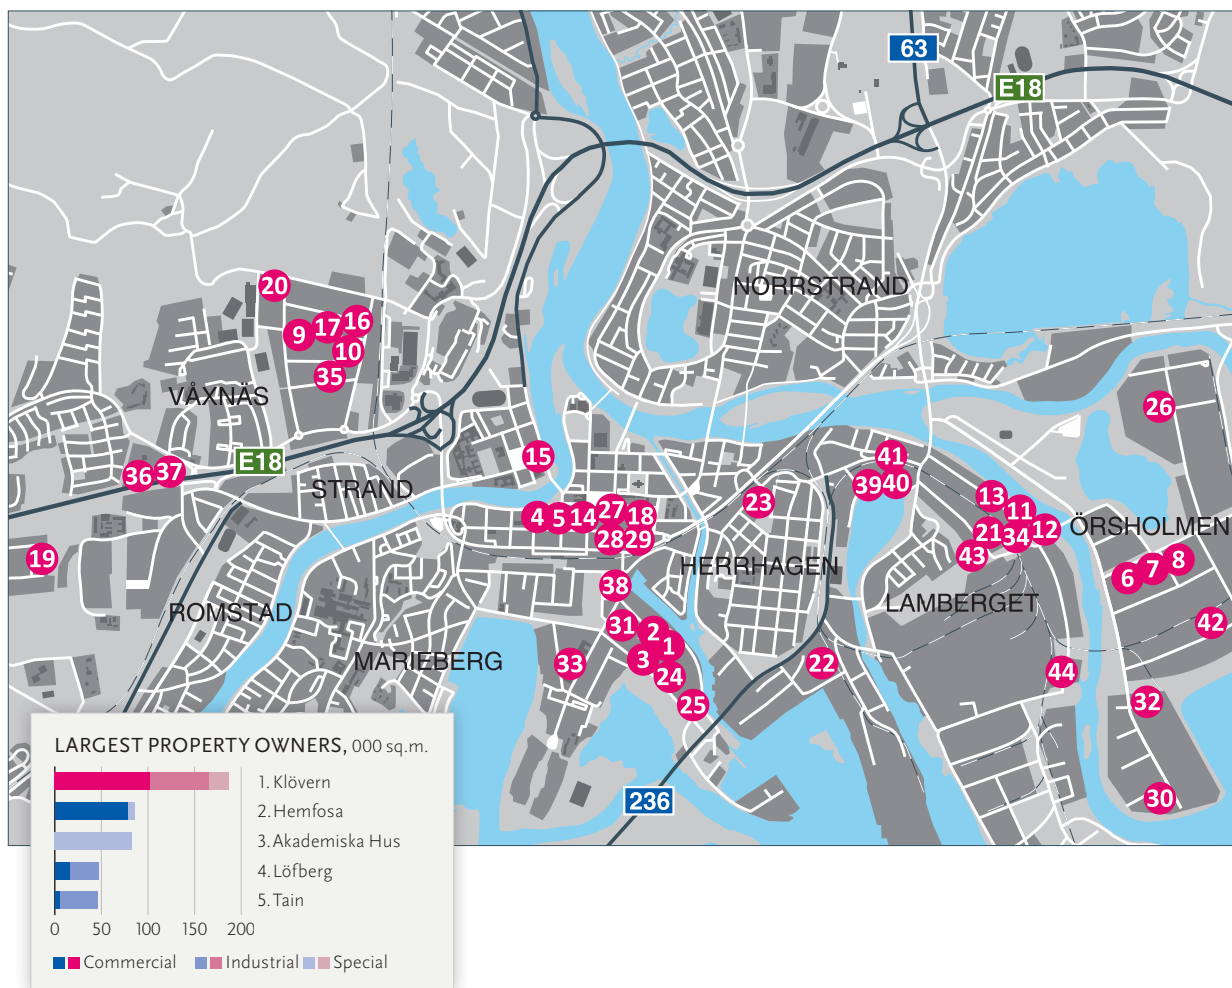 63
E18
NORRSTRAND
20
16
17
9
10
35
VÅXNÄS
26
15
41
36
37
E18
STRAND
39
40
13
23
4
5
14
27
18
11
12
ÖRSHOLMEN
28
29
21
34
19
43
HERRHAGEN
6
7
8
38
LAMBERGET
ROMSTAD
31
2
1
42
MARIEBERG
33
3
24
22
44
25
32
LARGEST PROPERTY OWNERS, 000 sq.m.
1. Klövern
2. Hemfosa
3. Akademiska Hus
4. Löfberg
5. Tain
0 50 100 150 200
Commercial Industrial Special
236
30